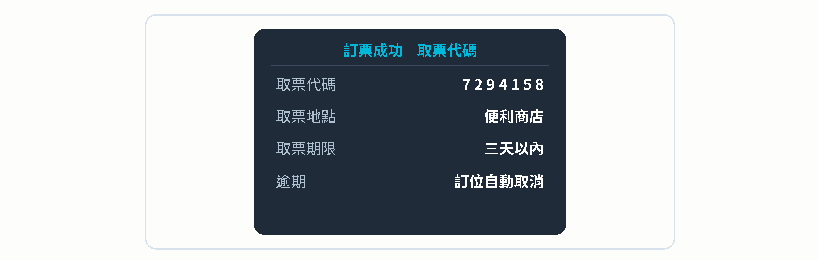 訂票成功 取票代碼
取票代碼 7294158
取票地點 便利商店
取票期限 三天以內
逾期 訂位自動取消